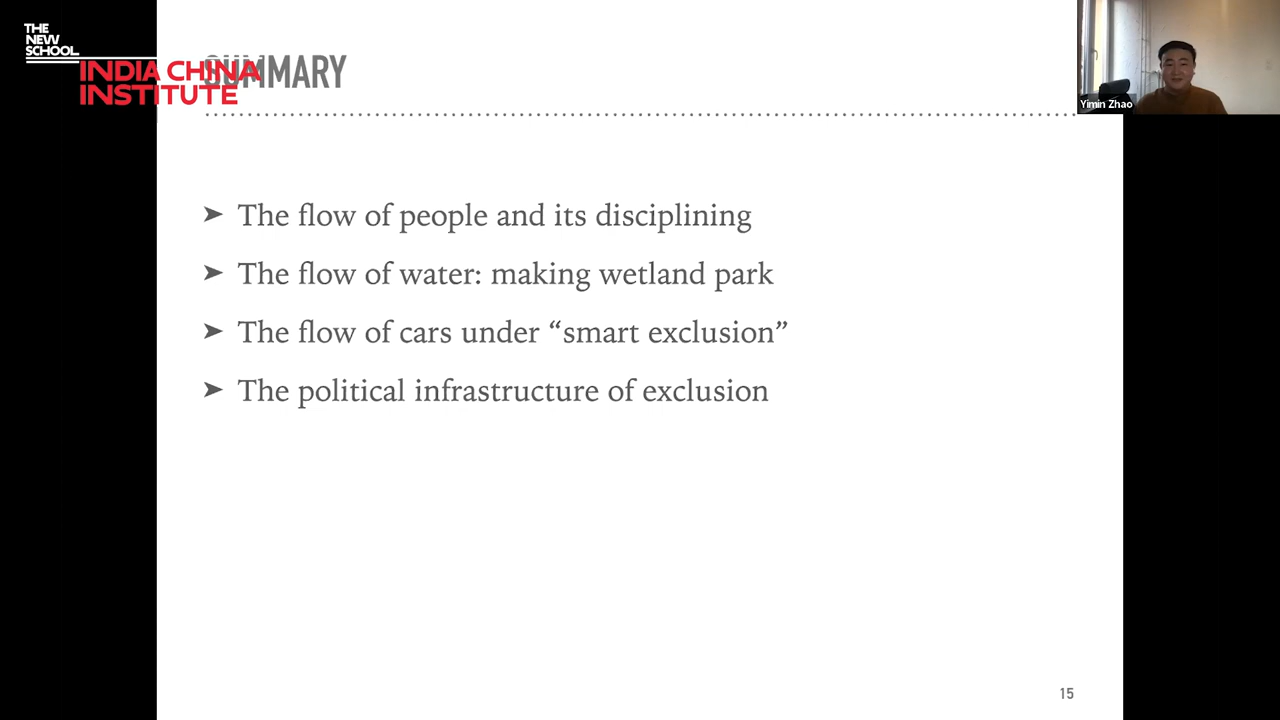 THE
NEW
SCHOOL
INDIA CHINA
INSTITUTE
SUMMARY
Yimin Zhao
➤ The flow of people and its disciplining
➤ The flow of water: making wetland park
➤ The flow of cars under “smart exclusion”
➤ The political infrastructure of exclusion
15